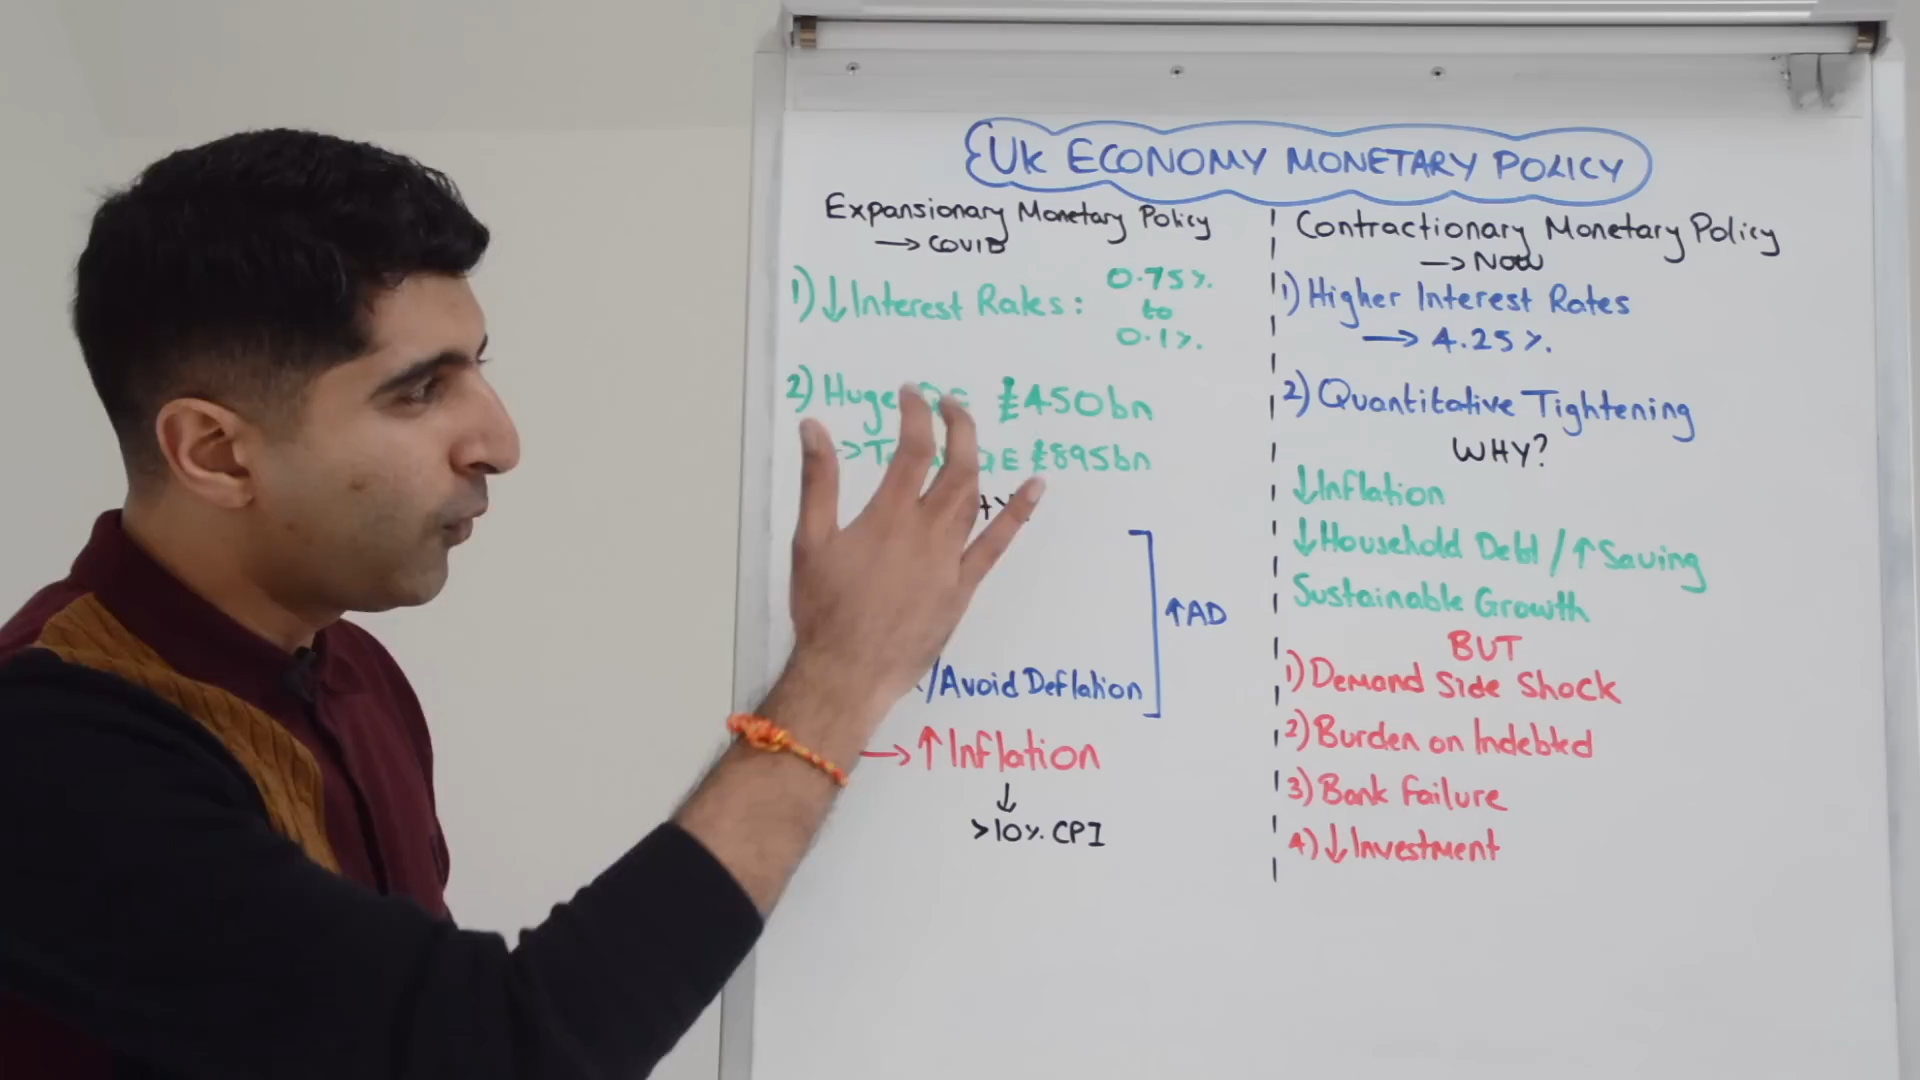 UK ECONOMY MONETARY POLICY
Expansionary Monetary Policy
→ COVID
1) ↓ Interest Rates: 0.75%
to
0.1%
2) Huge £450bn
£895bn
↑AD
/Avoid Deflation
→ ↑ Inflation
↓
>10% CPI
Contractionary Monetary Policy
→ Now
1) Higher Interest Rates
→ 4.25%
2) Quantitative Tightening
WHY?
↓Inflation
↓Household Debt / ↑ Saving
Sustainable Growth
BUT
1) Demand Side Shock
2) Burden on Indebted
3) Bank Failure
4) ↓ Investment